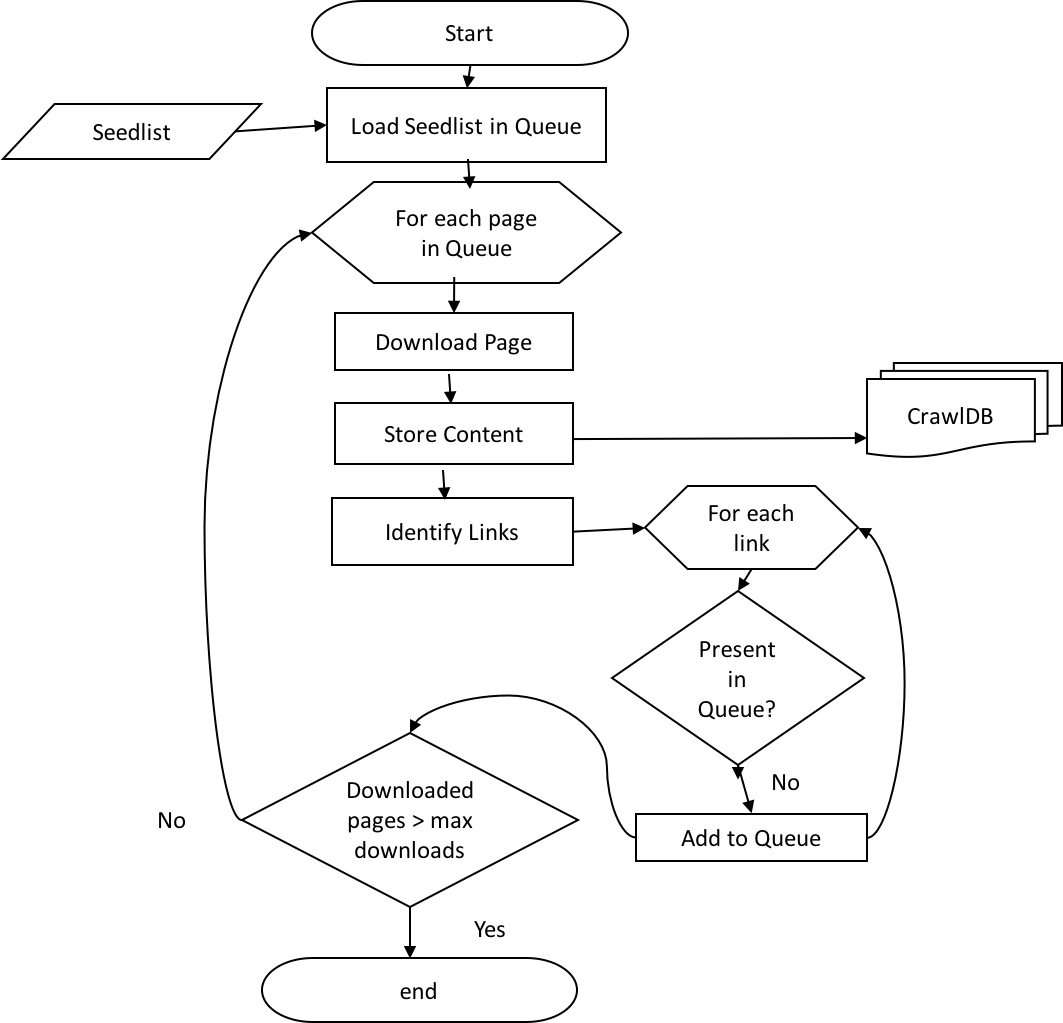 Start
Seedlist
Load Seedlist in Queue
For each page
in Queue
Download Page
Store Content
CrawlDB
Identify Links
For each
link
Present
in
Queue?
No
Add to Queue
Downloaded
pages > max
downloads
No
Yes
end